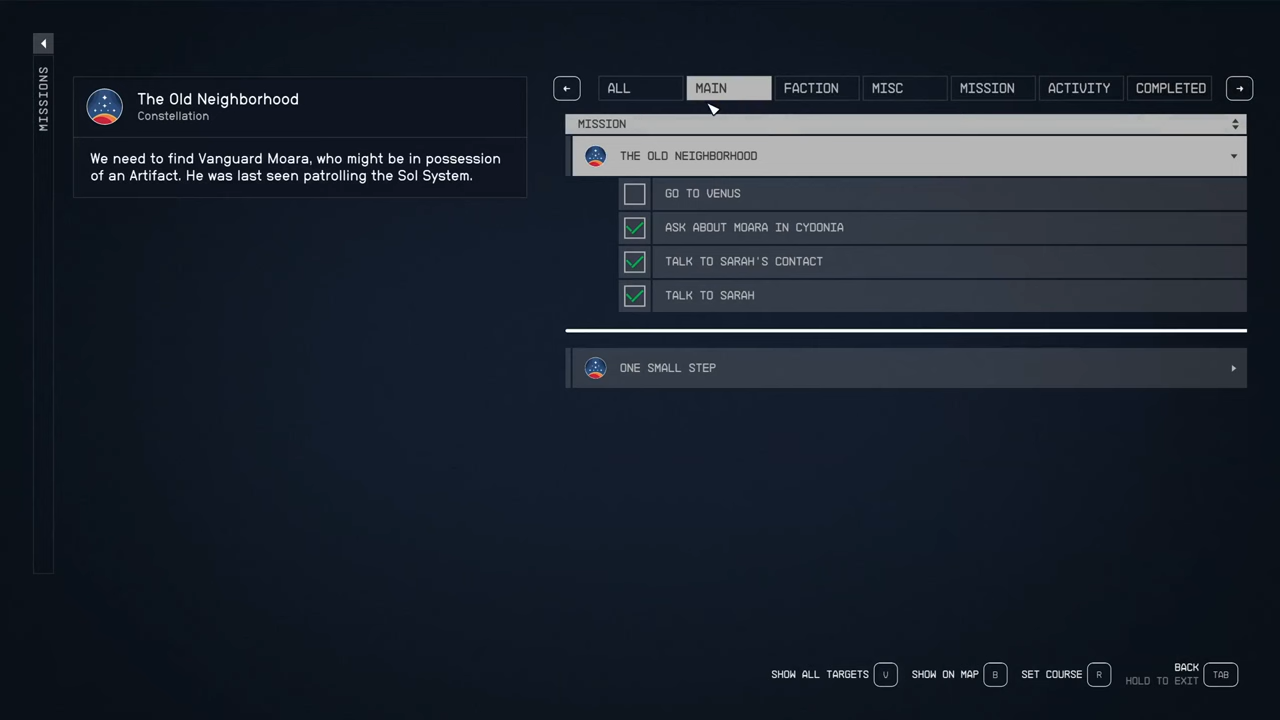 MISSIONS
The Old Neighborhood
Constellation
We need to find Vanguard Moara, who might be in possession
of an Artifact. He was last seen patrolling the Sol System.
ALL
MAIN
FACTION
MISC
MISSION
ACTIVITY
COMPLETED
MISSION
THE OLD NEIGHBORHOOD
GO TO VENUS
ASK ABOUT MOARA IN CYDONIA
TALK TO SARAH'S CONTACT
TALK TO SARAH
ONE SMALL STEP
SHOW ALL TARGETS V
SHOW ON MAP B
SET COURSE R
BACK
HOLD TO EXIT
TAB